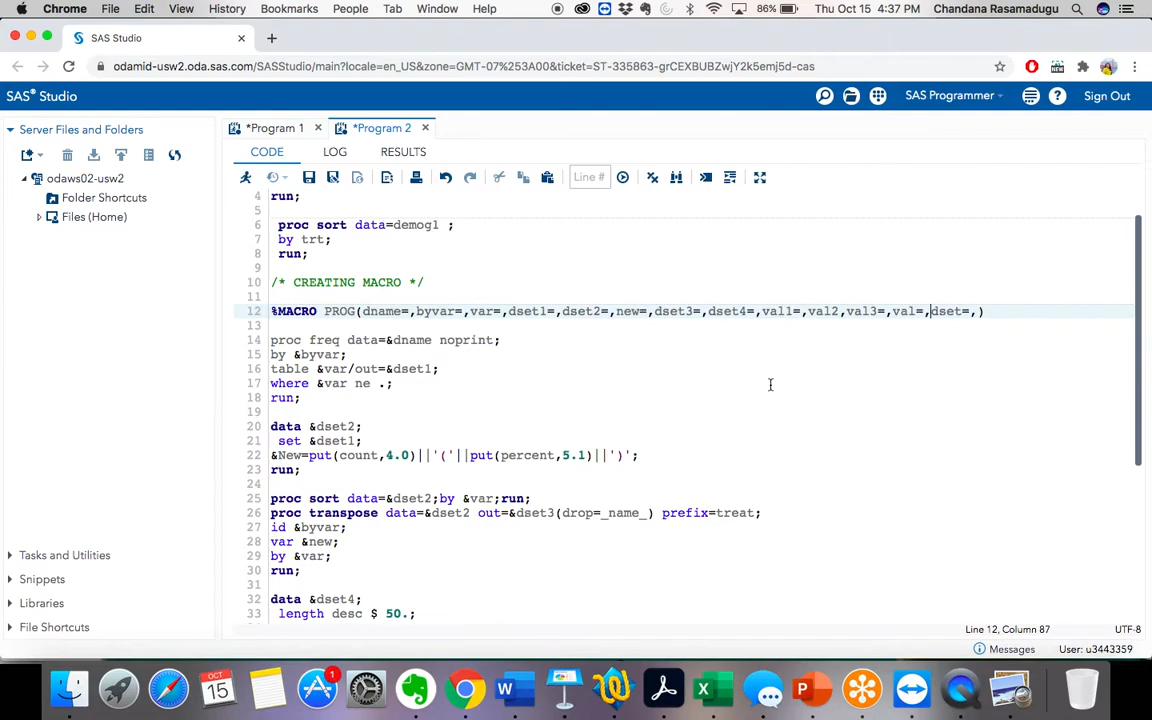 Chrome File Edit View History Bookmarks People Tab Window Help 86% Thu Oct 15 4:37 PM Chandana Rasamadugu
SAS Studio
odamid-usw2.oda.sas.com/SASStudio/main?locale=en_US&zone=GMT-07%253A00&ticket=ST-335863-grCEXBUBZwjY2k5emj5d-cas
SAS® Studio SAS Programmer Sign Out
Server Files and Folders
odaws02-usw2
Folder Shortcuts
Files (Home)
Tasks and Utilities
Snippets
Libraries
File Shortcuts
*Program 1 *Program 2
CODE LOG RESULTS
Line #
4 run;
5
6 proc sort data=demog1 ;
7 by trt;
8 run;
9
10 /* CREATING MACRO */
11
12 %MACRO PROG(dname=,byvar=,var=,dset1=,dset2=,new=,dset3=,dset4=,val1=,val2,val3=,val=,dset=,)
13
14 proc freq data=&dname noprint;
15 by &byvar;
16 table &var/out=&dset1;
17 where &var ne .;
18 run;
19
20 data &dset2;
21 set &dset1;
22 &New=put(count,4.0)||'('||put(percent,5.1)||')';
23 run;
24
25 proc sort data=&dset2;by &var;run;
26 proc transpose data=&dset2 out=&dset3(drop=_name_) prefix=treat;
27 id &byvar;
28 var &new;
29 by &var;
30 run;
31
32 data &dset4;
33 length desc $ 50.;
Line 12, Column 87 UTF-8
Messages User: u3443359
OCT
15
1